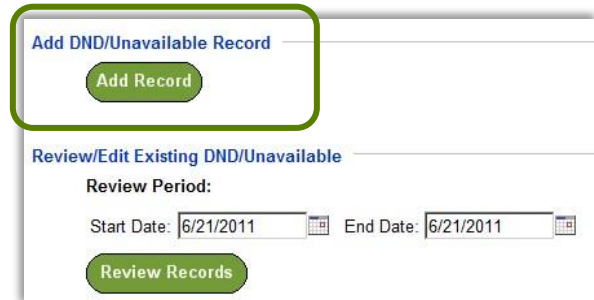 Add DND/Unavailable Record
Add Record
Review/Edit Existing DND/Unavailable
Review Period:
Start Date: 6/21/2011 End Date: 6/21/2011
Review Records